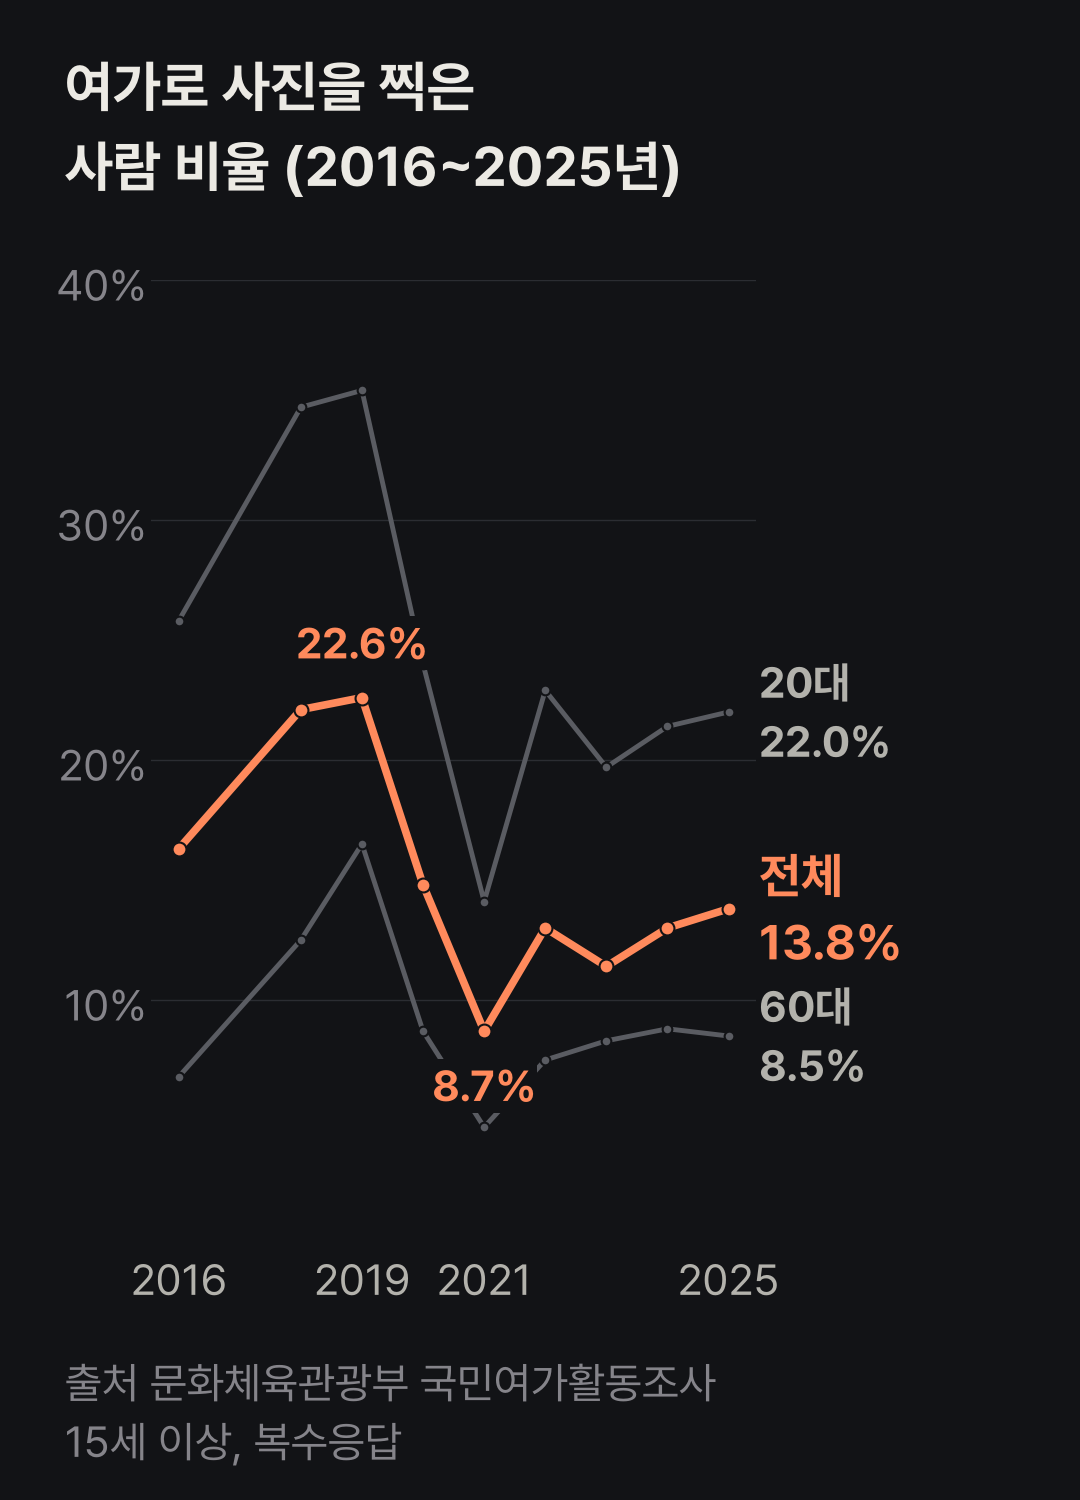 여가로 사진을 찍은
사람 비율 (2016~2025년)
40%
30%
22.6%
20대
22.0%
20%
전체
13.8%
10%
60대
8.5%
8.7%
2016 2019 2021 2025
출처 문화체육관광부 국민여가활동조사
15세 이상, 복수응답